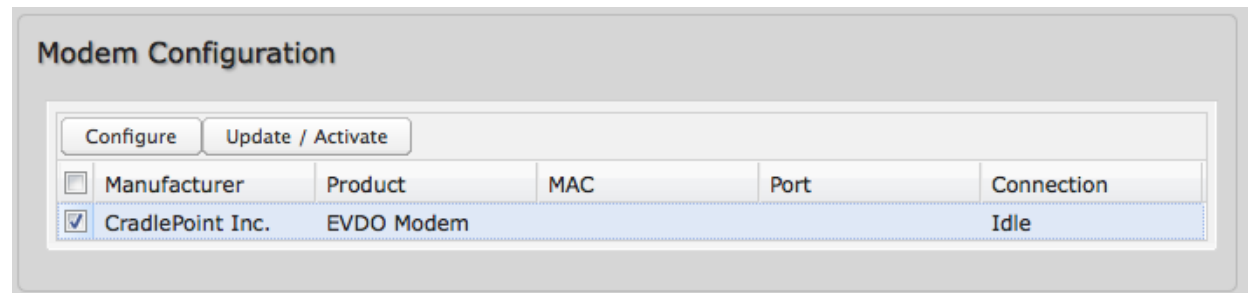 Modem Configuration
Configure Update / Activate
Manufacturer Product MAC Port Connection
CradlePoint Inc. EVDO Modem Idle